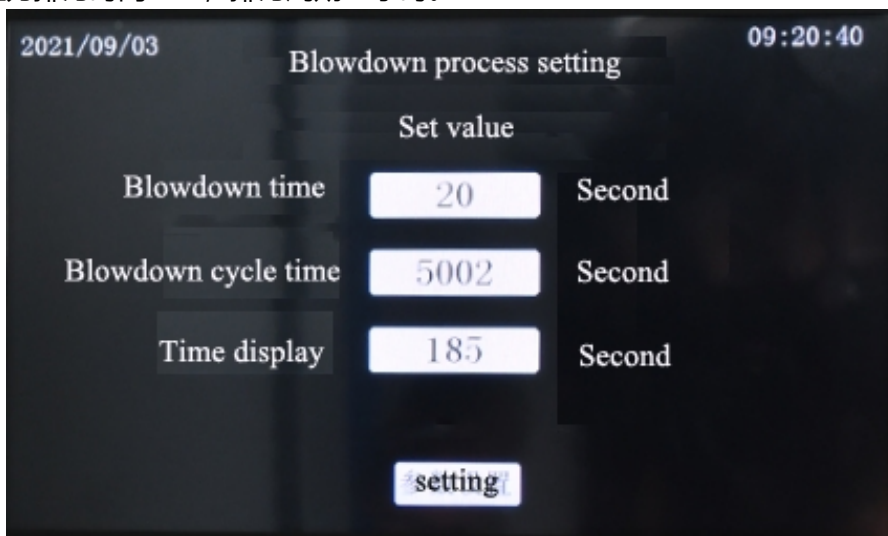 2021/09/03
09:20:40
Blowdown process setting
Set value
Blowdown time 20 Second
Blowdown cycle time 5002 Second
Time display 185 Second
setting